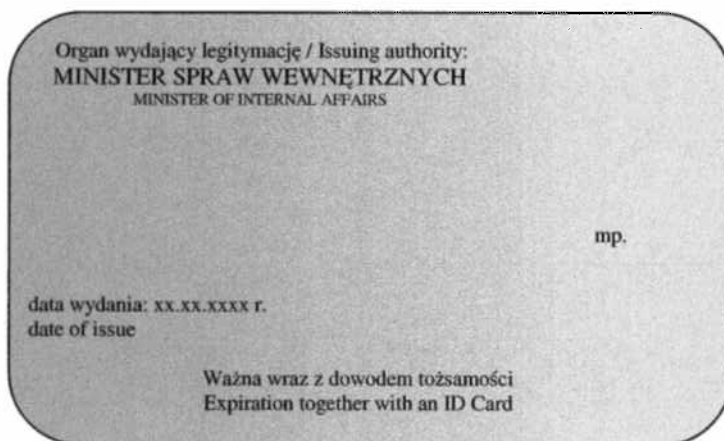 Organ wydający legitymację / Issuing authority:
MINISTER SPRAW WEWNĘTRZNYCH
MINISTER OF INTERNAL AFFAIRS
mp.
data wydania: xx.xx.xxxx r.
date of issue
Ważna wraz z dowodem tożsamości
Expiration together with an ID Card